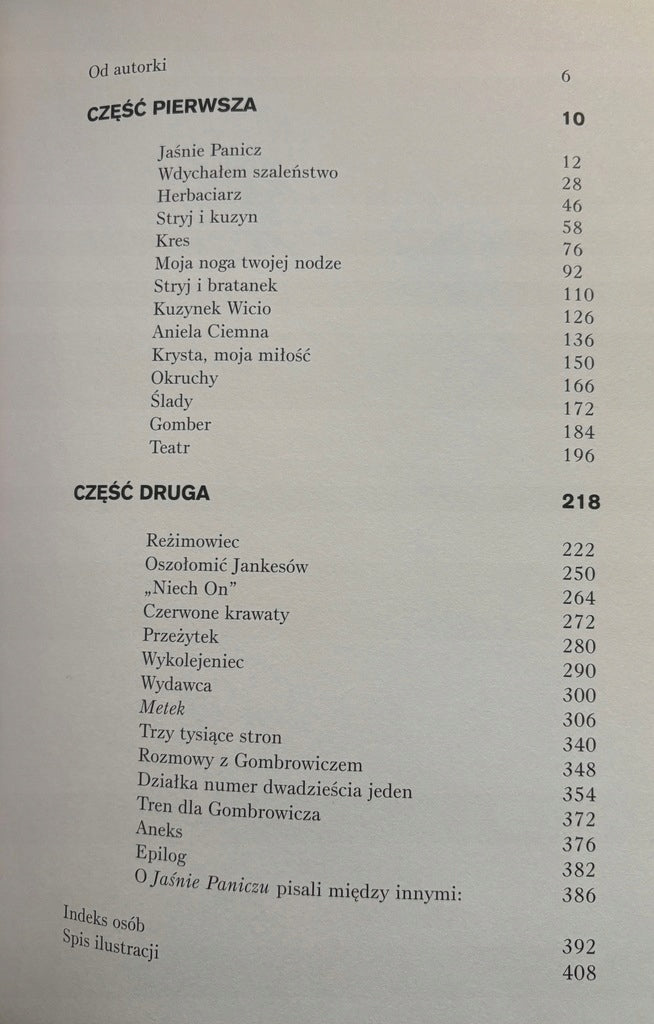 Od autorki 6
CZĘŚĆ PIERWSZA 10
Jaśnie Panicz 12
Wdychałem szaleństwo 28
Herbaciarz 46
Stryj i kuzyn 58
Kres 76
Moja noga twojej nodze 92
Stryj i bratanek 110
Kuzynek Wicio 126
Aniela Ciemna 136
Krysta, moja miłość 150
Okruchy 166
Ślady 172
Gomber 184
Teatr 196
CZĘŚĆ DRUGA 218
Reżimowiec 222
Oszołomić Jankesów 250
„Niech On” 264
Czerwone krawaty 272
Przeżytek 280
Wykolejeniec 290
Wydawca 300
Metek 306
Trzy tysiące stron 340
Rozmowy z Gombrowiczem 348
Działka numer dwadzieścia jeden 354
Tren dla Gombrowicza 372
Aneks 376
Epilog 382
O Jaśnie Paniczu pisali między innymi: 386
Indeks osób 392
Spis ilustracji 408